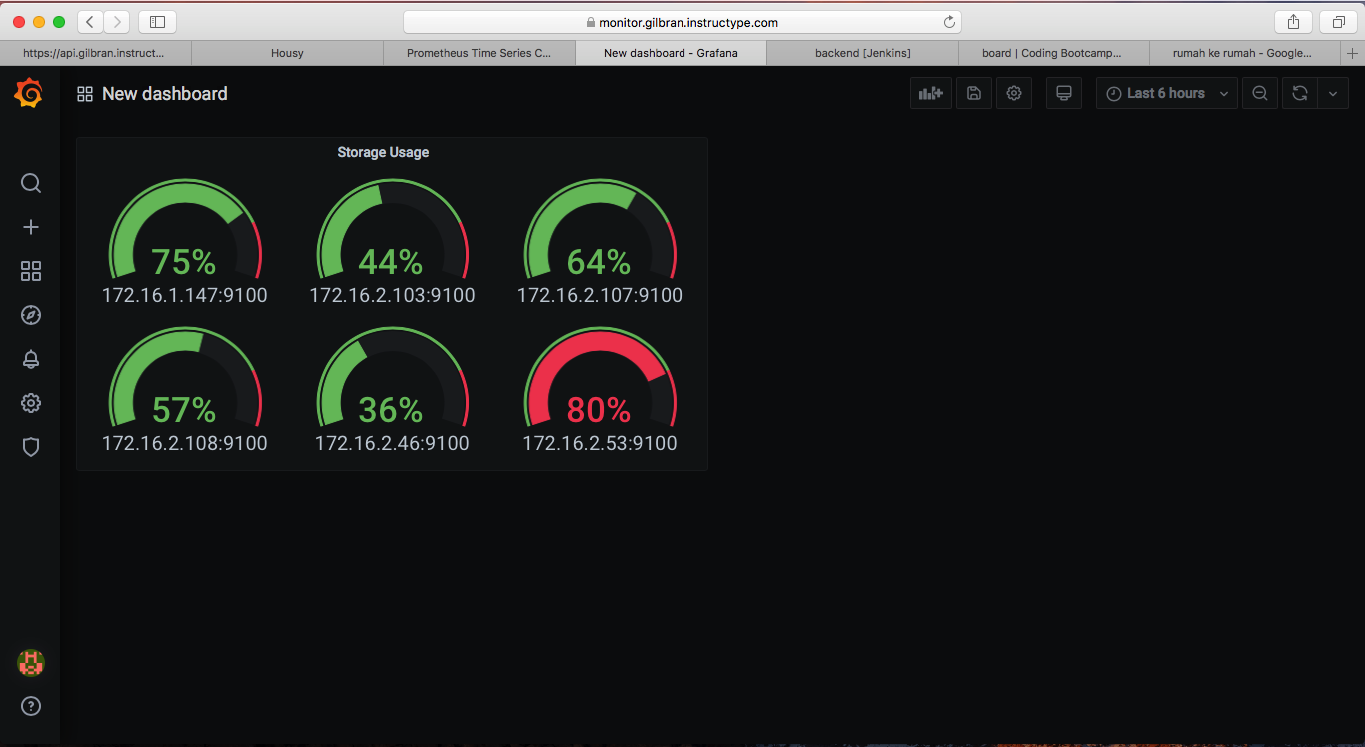 monitor.gilbran.instructype.com
https://api.gilbran.instruct...
Housy
Prometheus Time Series C...
New dashboard - Grafana
backend [Jenkins]
board | Coding Bootcamp...
rumah ke rumah - Google...
New dashboard
Last 6 hours
Storage Usage
75%
44%
64%
172.16.1.147:9100
172.16.2.103:9100
172.16.2.107:9100
57%
36%
80%
172.16.2.108:9100
172.16.2.46:9100
172.16.2.53:9100